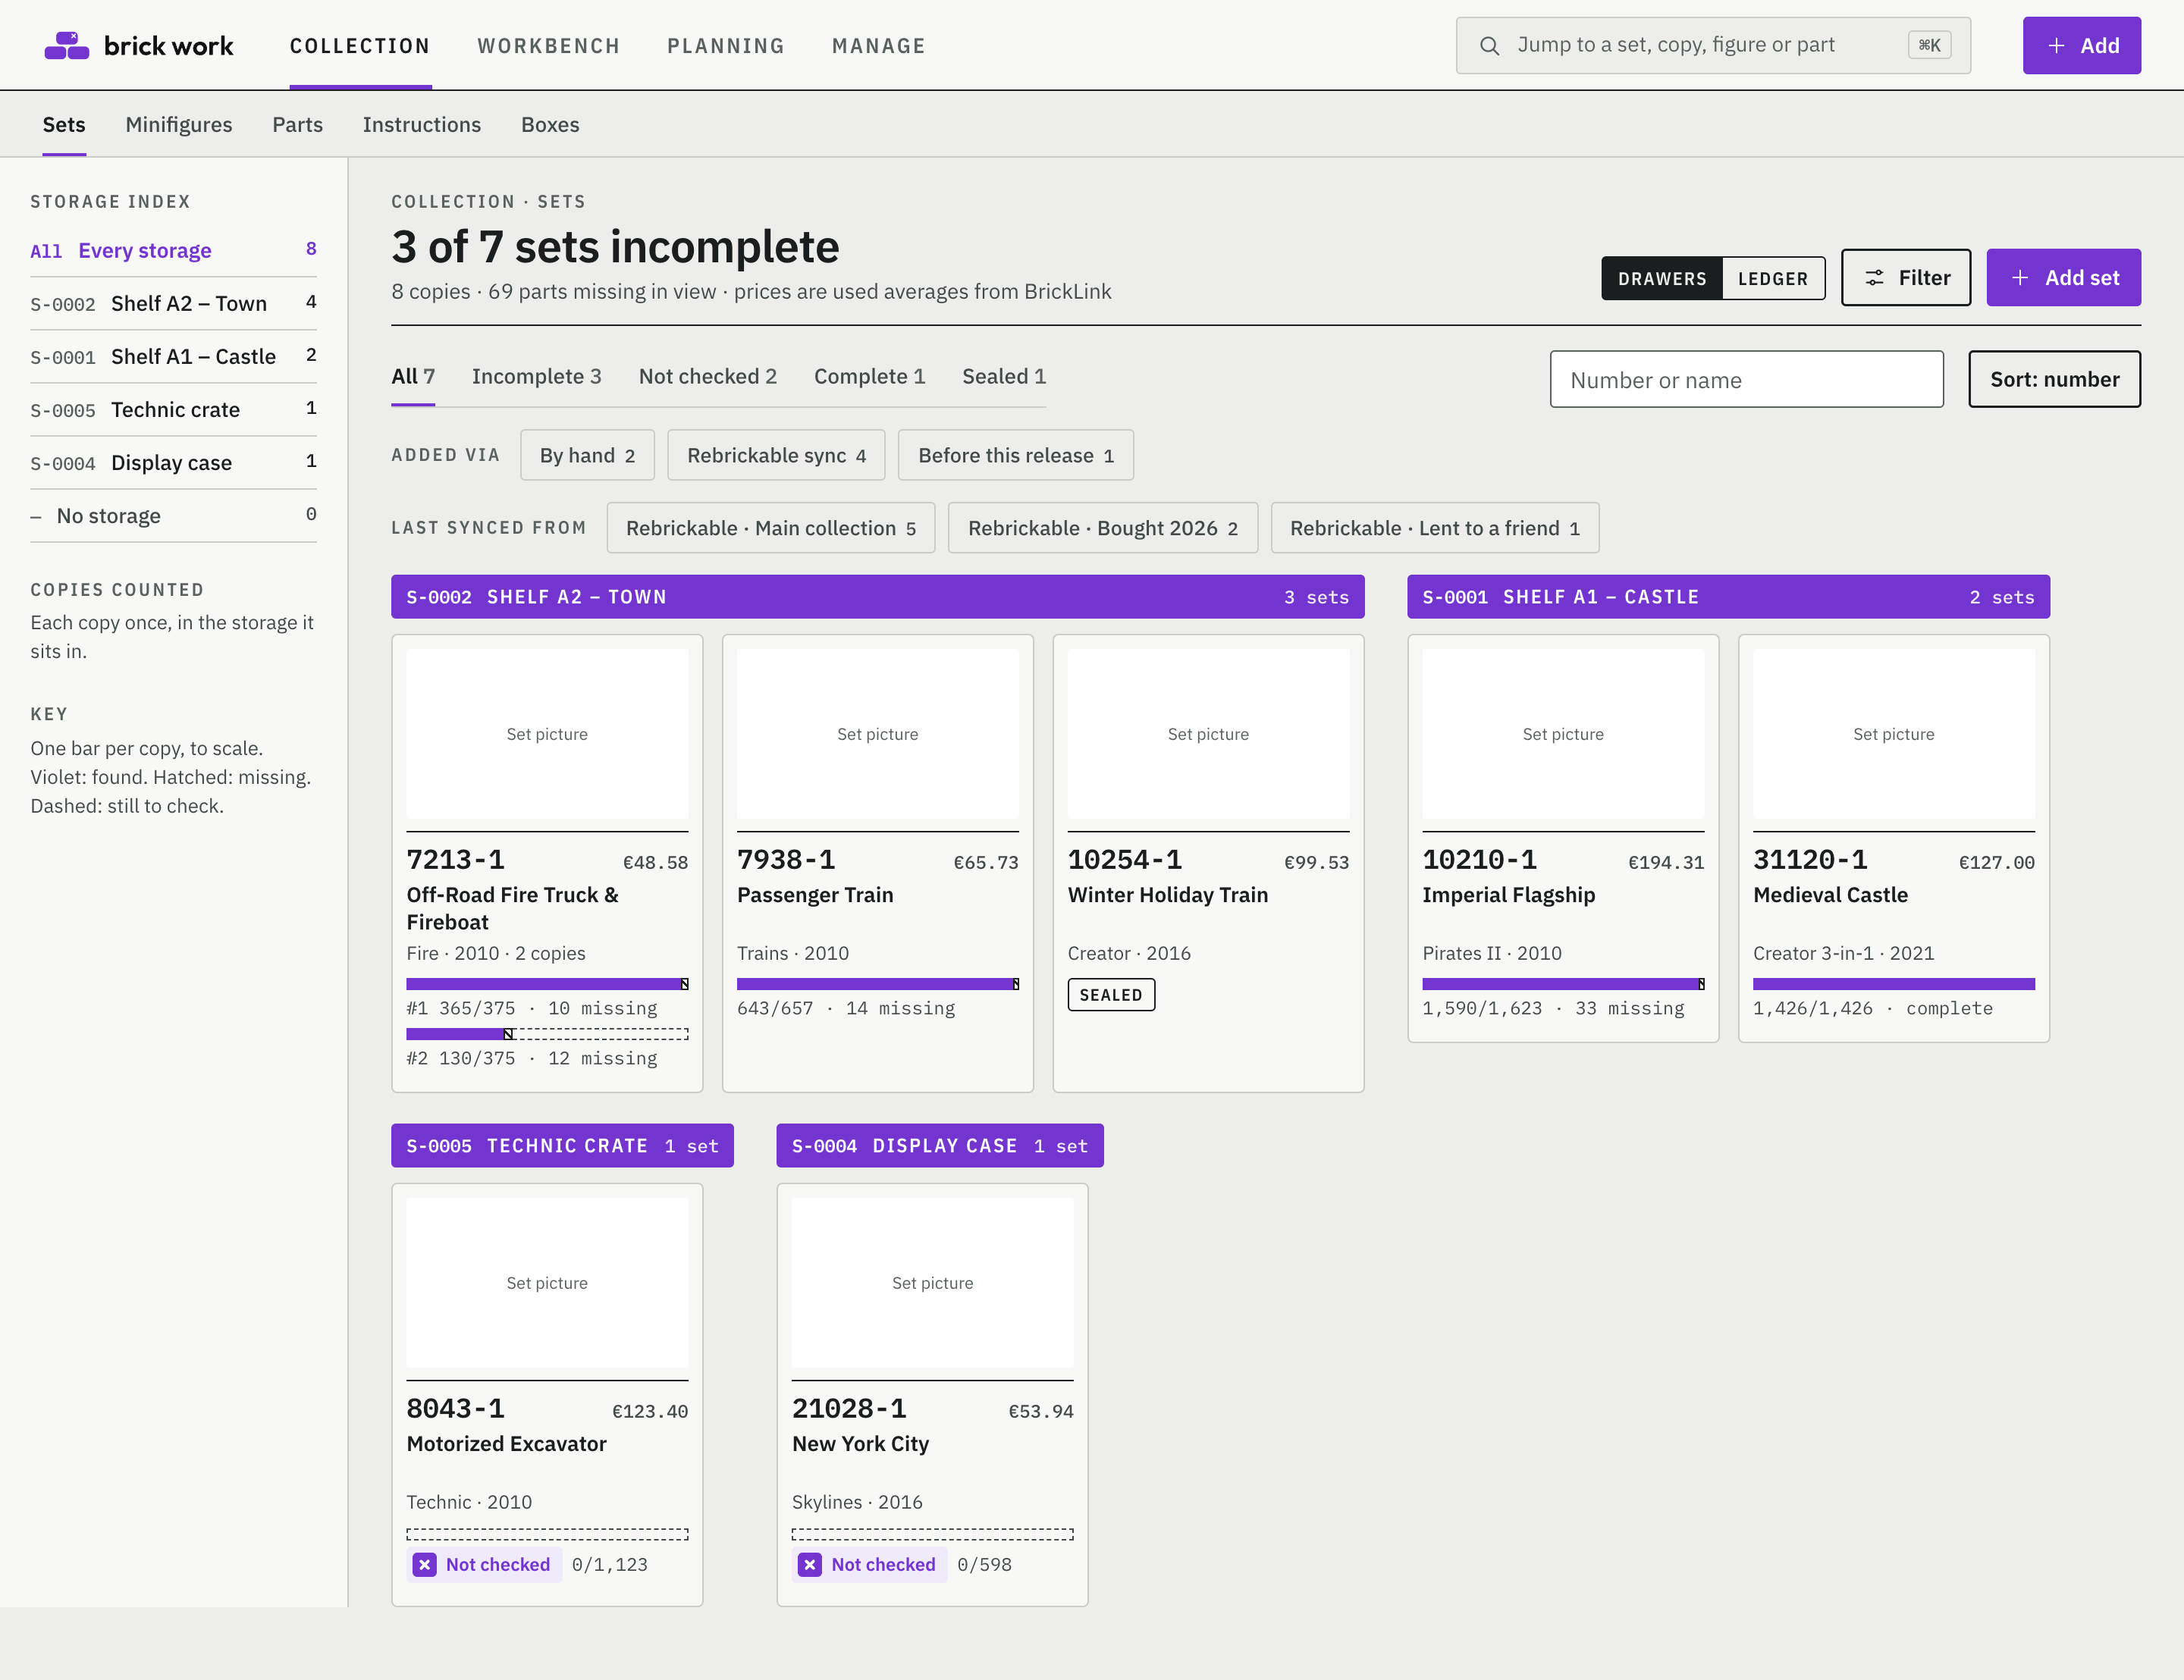 brick work
COLLECTION WORKBENCH PLANNING MANAGE
Jump to a set, copy, figure or part ⌘K
+ Add
Sets Minifigures Parts Instructions Boxes
STORAGE INDEX
All Every storage 8
S-0002 Shelf A2 – Town 4
S-0001 Shelf A1 – Castle 2
S-0005 Technic crate 1
S-0004 Display case 1
– No storage 0
COPIES COUNTED
Each copy once, in the storage it
sits in.
KEY
One bar per copy, to scale.
Violet: found. Hatched: missing.
Dashed: still to check.
COLLECTION · SETS
3 of 7 sets incomplete
8 copies · 69 parts missing in view · prices are used averages from BrickLink
DRAWERS LEDGER
Filter
+ Add set
All 7 Incomplete 3 Not checked 2 Complete 1 Sealed 1
Number or name
Sort: number
ADDED VIA By hand 2 Rebrickable sync 4 Before this release 1
LAST SYNCED FROM Rebrickable · Main collection 5 Rebrickable · Bought 2026 2 Rebrickable · Lent to a friend 1
S-0002 SHELF A2 – TOWN 3 sets
Set picture
7213-1 €48.58
Off-Road Fire Truck &
Fireboat
Fire · 2010 · 2 copies
#1 365/375 · 10 missing
#2 130/375 · 12 missing
Set picture
7938-1 €65.73
Passenger Train
Trains · 2010
643/657 · 14 missing
Set picture
10254-1 €99.53
Winter Holiday Train
Creator · 2016
SEALED
S-0001 SHELF A1 – CASTLE 2 sets
Set picture
10210-1 €194.31
Imperial Flagship
Pirates II · 2010
1,590/1,623 · 33 missing
Set picture
31120-1 €127.00
Medieval Castle
Creator 3-in-1 · 2021
1,426/1,426 · complete
S-0005 TECHNIC CRATE 1 set
Set picture
8043-1 €123.40
Motorized Excavator
Technic · 2010
Not checked 0/1,123
S-0004 DISPLAY CASE 1 set
Set picture
21028-1 €53.94
New York City
Skylines · 2016
Not checked 0/598